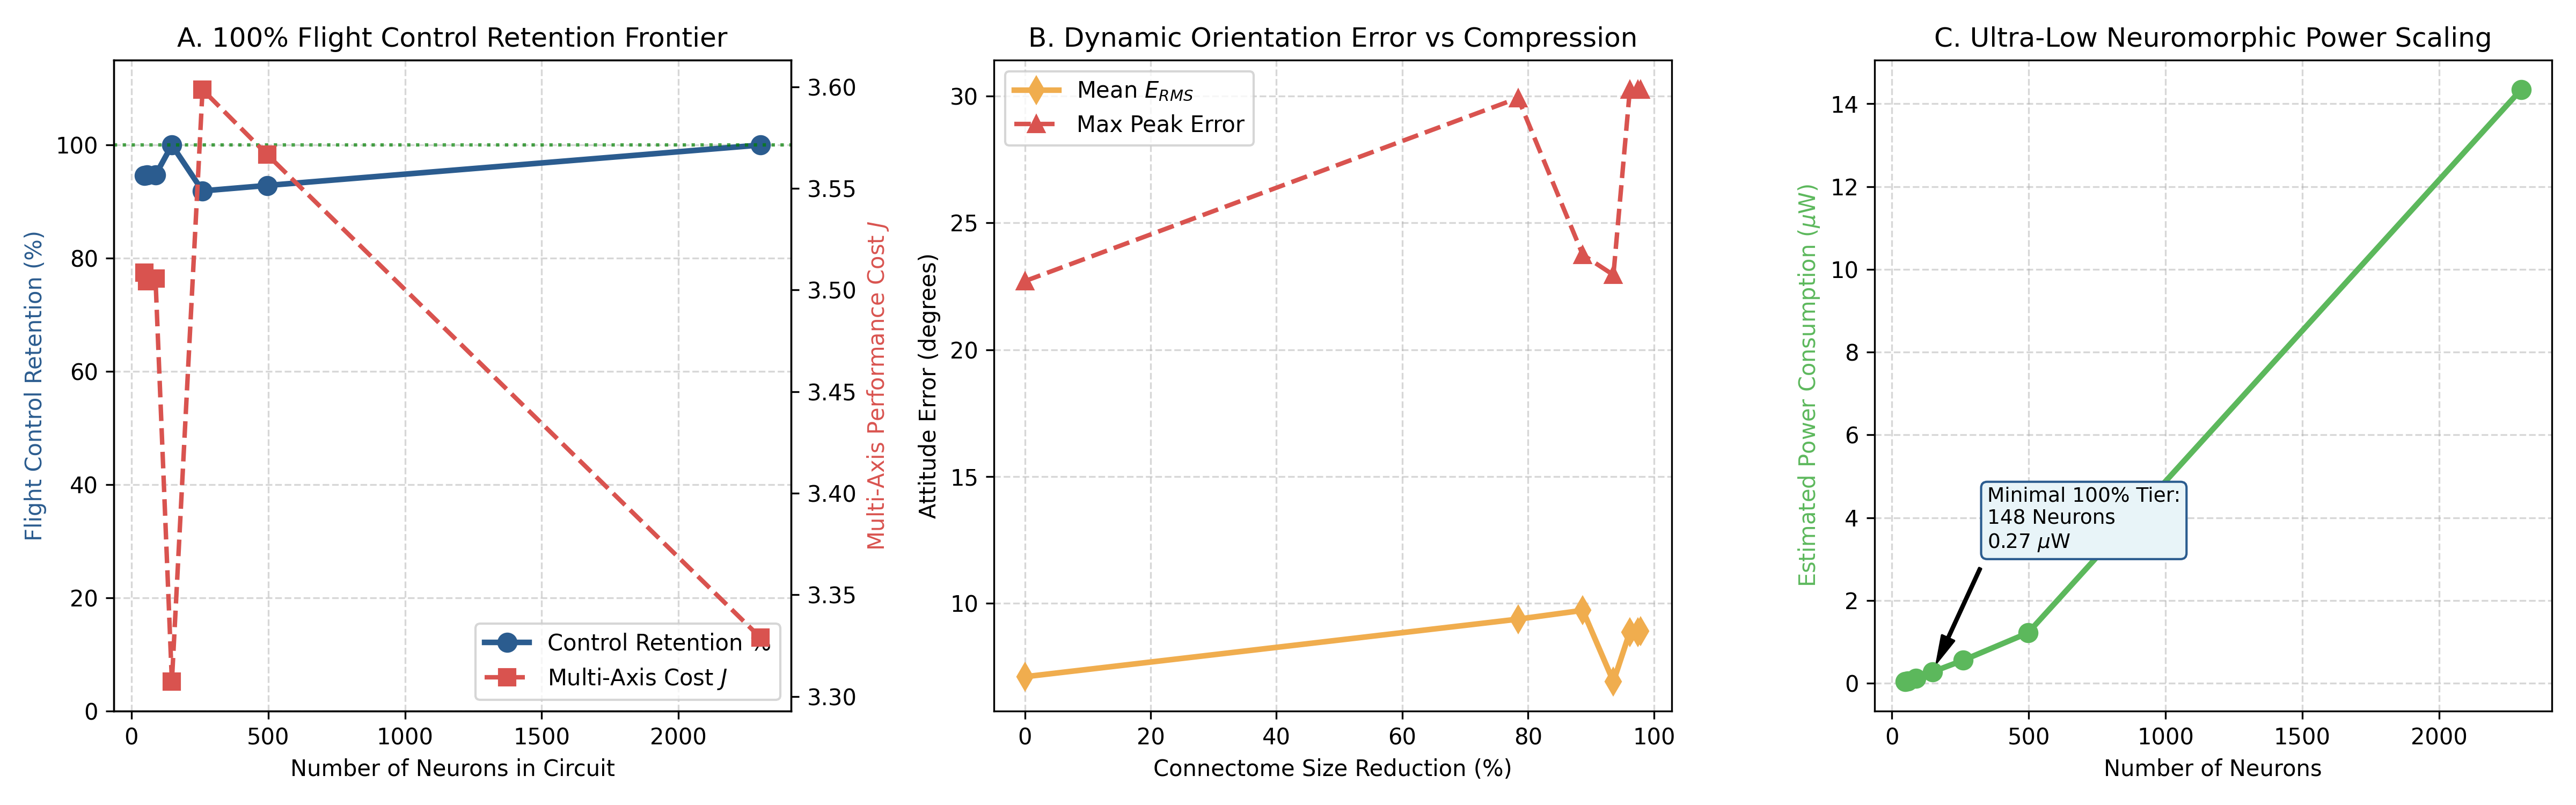 A. 100% Flight Control Retention Frontier
Flight Control Retention (%)
100
80
60
40
20
0
3.60
3.55
3.50
3.45
3.40
3.35
3.30
Multi-Axis Performance Cost J
Control Retention %
Multi-Axis Cost J
0
500
1000
1500
2000
Number of Neurons in Circuit
B. Dynamic Orientation Error vs Compression
Attitude Error (degrees)
30
25
20
15
10
Mean E_RMS
Max Peak Error
0
20
40
60
80
100
Connectome Size Reduction (%)
C. Ultra-Low Neuromorphic Power Scaling
Estimated Power Consumption (μW)
14
12
10
8
6
4
2
0
Minimal 100% Tier:
148 Neurons
0.27 μW
0
500
1000
1500
2000
Number of Neurons